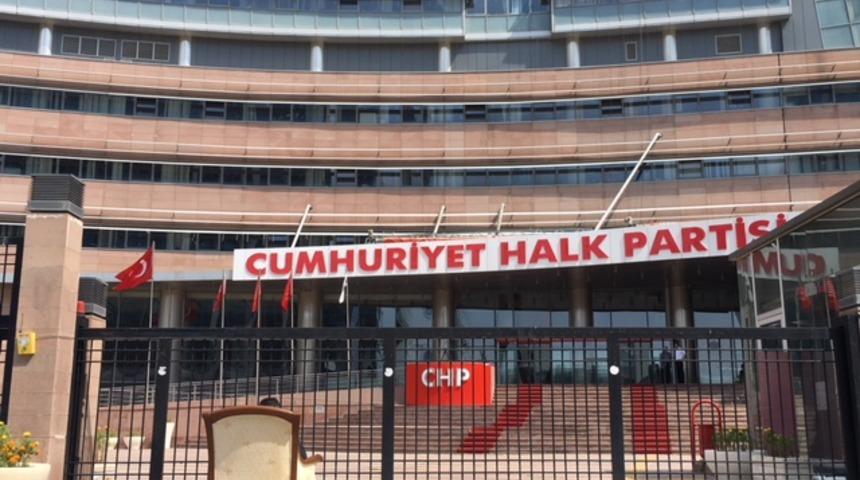 CUMHURİYET HALK PARTİSİ
CHP